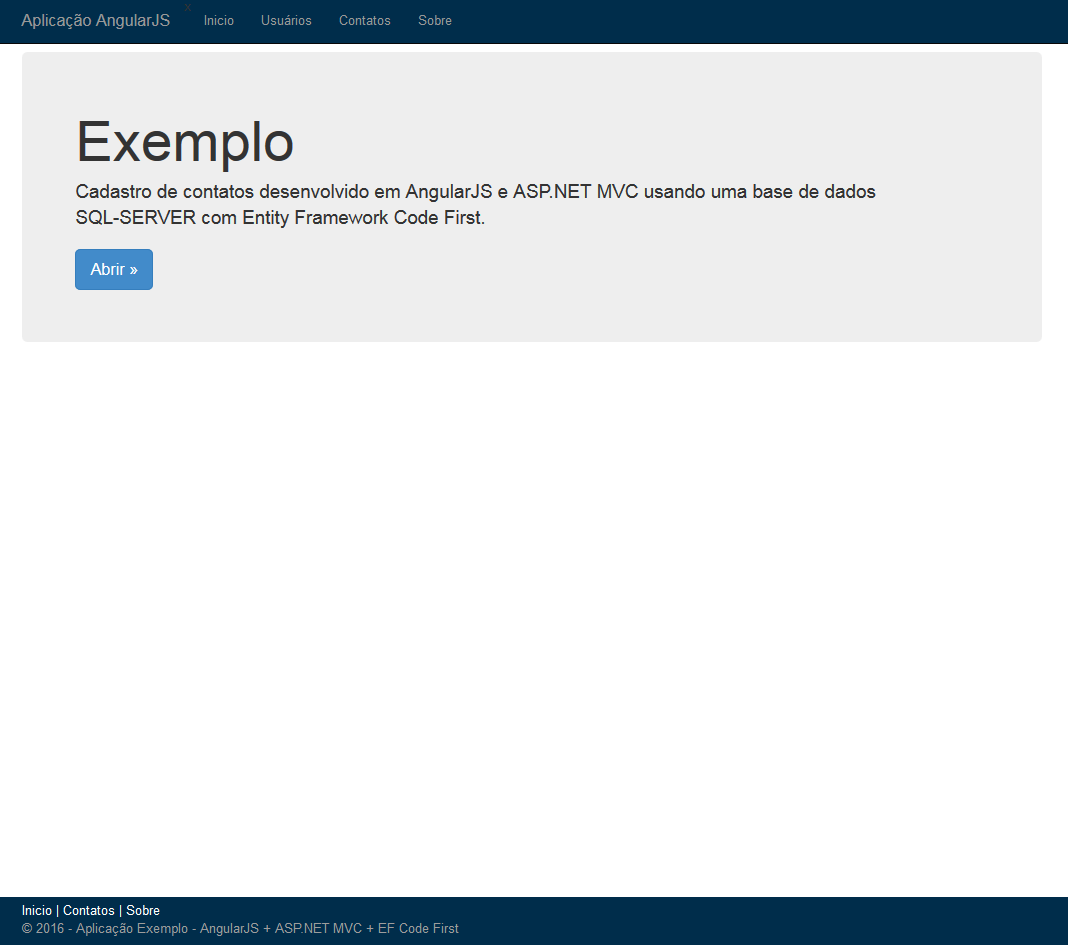 Aplicação AngularJS x Inicio Usuários Contatos Sobre
Exemplo
Cadastro de contatos desenvolvido em AngularJS e ASP.NET MVC usando uma base de dados
SQL-SERVER com Entity Framework Code First.
Abrir »
Inicio | Contatos | Sobre
© 2016 - Aplicação Exemplo - AngularJS + ASP.NET MVC + EF Code First